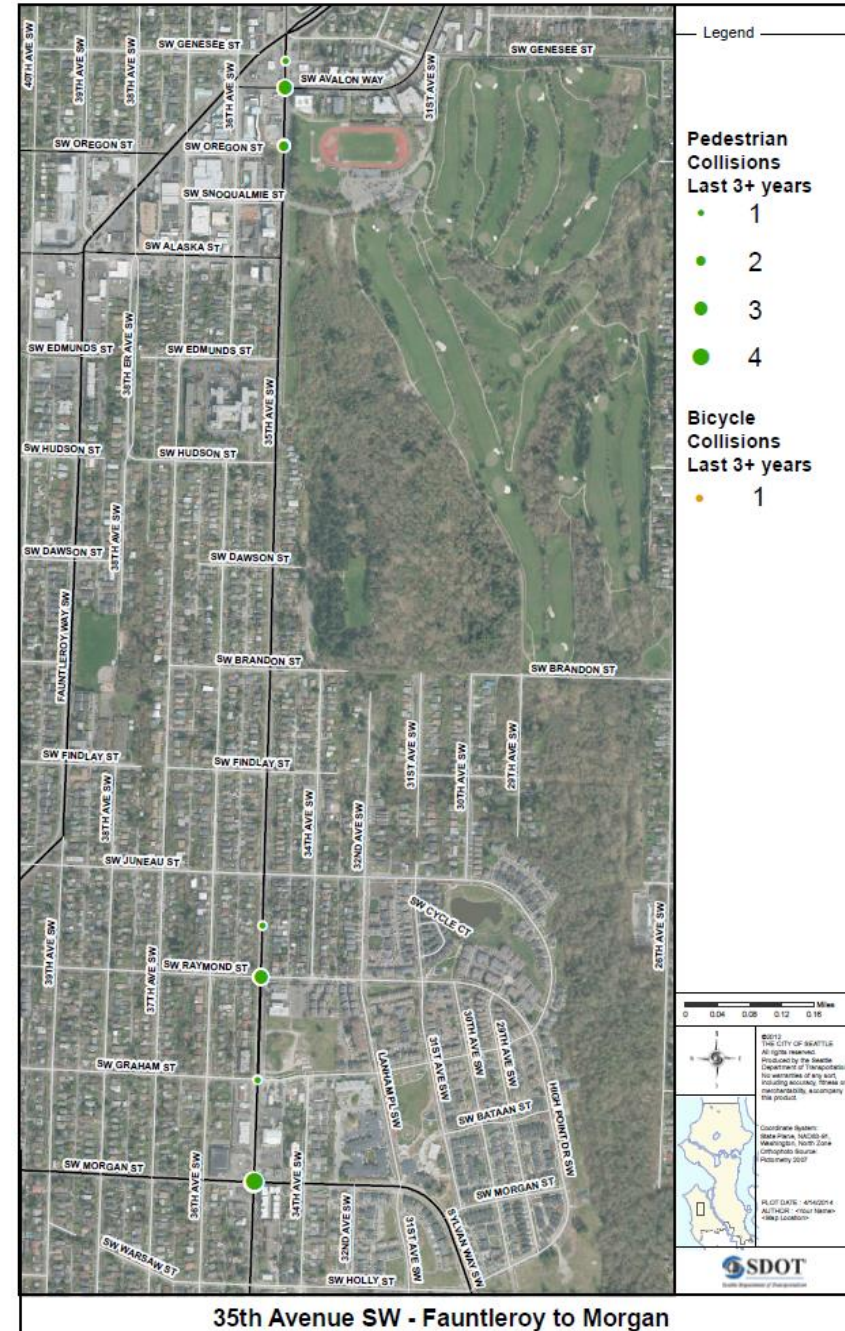 SW GENESEE ST
SW GENESEE ST
40TH AVE SW
39TH AVE SW
38TH AVE SW
36TH AVE SW
31ST AVE SW
SW AVALON WAY
SW OREGON ST
SW OREGON ST
SW SNOQUALMIE ST
SW ALASKA ST
SW EDMUNDS ST
SW EDMUNDS ST
38TH ER AVE SW
35TH AVE SW
SW HUDSON ST
SW HUDSON ST
38TH AVE SW
SW DAWSON ST
SW DAWSON ST
FAUNTLEROY WAY SW
SW BRANDON ST
SW BRANDON ST
31ST AVE SW
30TH AVE SW
29TH AVE SW
SW FINDLAY ST
SW FINDLAY ST
38TH AVE SW
34TH AVE SW
32ND AVE SW
SW JUNEAU ST
SW CYCLE CT
39TH AVE SW
37TH AVE SW
26TH AVE SW
SW RAYMOND ST
SW GRAHAM ST
LANHAM PL SW
31ST AVE SW
30TH AVE SW
29TH AVE SW
HIGH POINT DR SW
SW BATAAN ST
SW MORGAN ST
36TH AVE SW
34TH AVE SW
32ND AVE SW
31ST AVE SW
SYLVAN WAY SW
SW MORGAN ST
SW WARSAW ST
SW HOLLY ST
Legend
Pedestrian
Collisions
Last 3+ years
1
2
3
4
Bicycle
Collisions
Last 3+ years
1
Miles
0 0.04 0.08 0.12 0.16
©2012
THE CITY OF SEATTLE
All rights reserved.
Produced by the Seattle
Department of Transportation
No warranties of any sort,
including accuracy, fitness or
merchantability, accompany
this product.
Coordinate System:
State Plane, NAD83-91,
Washington, North Zone
Orthophoto Source:
Pictometry 2007
PLOT DATE : 4/14/2014
AUTHOR : <Your Name>
<Map Location>
SDOT
Seattle Department of Transportation
35th Avenue SW - Fauntleroy to Morgan